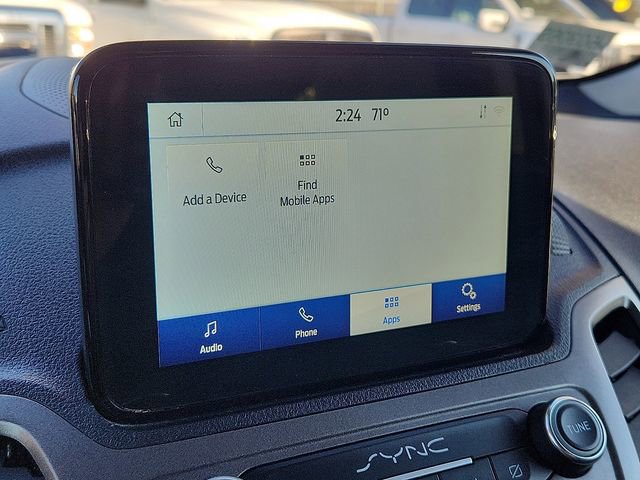 2:24 71°
Add a Device
Find
Mobile Apps
Audio
Phone
Apps
Settings
SYNC
TUNE